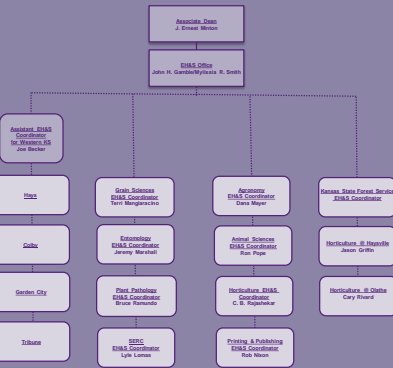 Associate Dean
J. Ernest Minton
EH&S Office
John H. Gamble/Mylissia R. Smith
Assistant EH&S
Coordinator
for Western KS
Joe Becker
Hays
Colby
Garden City
Tribune
Grain Sciences
EH&S Coordinator
Terri Mangiaracino
Entomology
EH&S Coordinator
Jeremy Marshall
Plant Pathology
EH&S Coordinator
Bruce Ramundo
SERC
EH&S Coordinator
Lyle Lomas
Agronomy
EH&S Coordinator
Dana Mayer
Animal Sciences
EH&S Coordinator
Ron Pope
Horticulture EH&S
Coordinator
C. B. Rajashekar
Printing & Publishing
EH&S Coordinator
Rob Nixon
Kansas State Forest Service
EH&S Coordinator
Horticulture @ Haysville
Jason Griffin
Horticulture @ Olathe
Cary Rivard